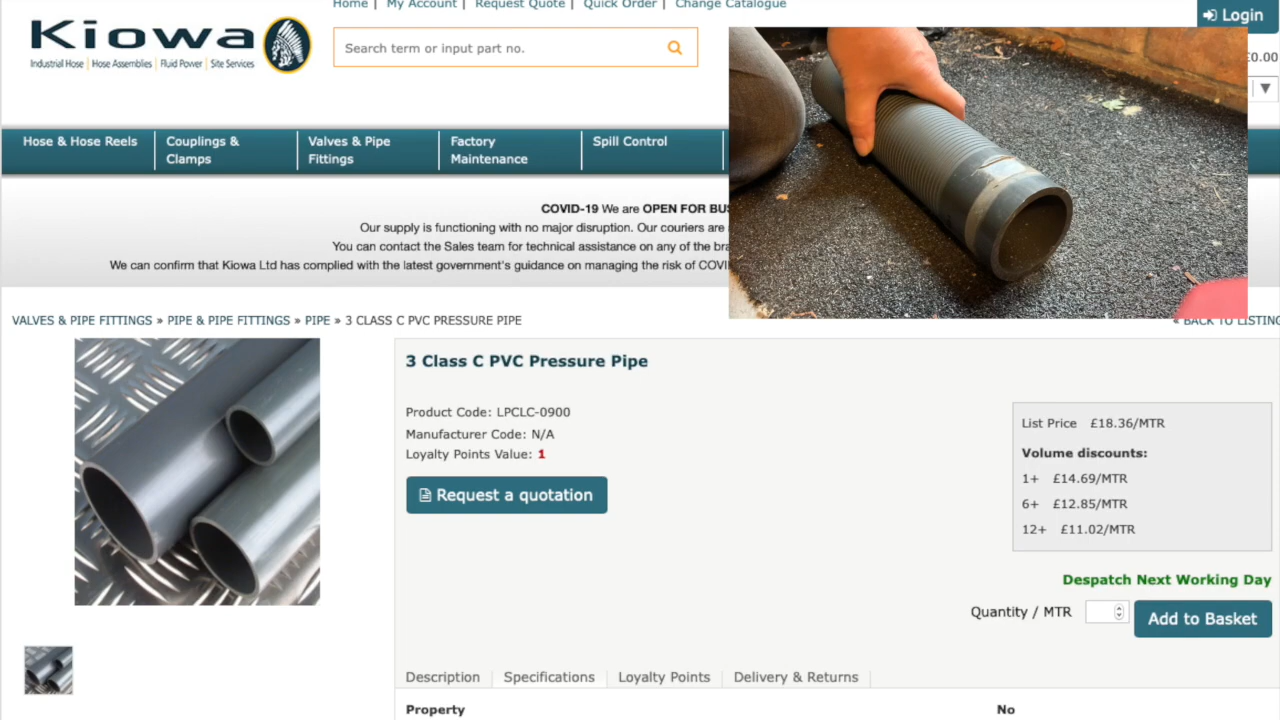 Home | My Account | Request Quote | Quick Order | Change Catalogue
Login
Kiowa
Industrial Hose | Hose Assemblies | Fluid Power | Site Services
Search term or input part no.
£0.00
Hose & Hose Reels
Couplings & Clamps
Valves & Pipe Fittings
Factory Maintenance
Spill Control
COVID-19 We are OPEN FOR
Our supply is functioning with no major disruption. Our couriers are
You can contact the Sales team for technical assistance on any of the
We can confirm that Kiowa Ltd has complied with the latest government's guidance on managing the risk of
VALVES & PIPE FITTINGS » PIPE & PIPE FITTINGS » PIPE » 3 CLASS C PVC PRESSURE PIPE
« BACK TO LISTING
3 Class C PVC Pressure Pipe
Product Code: LPCLC-0900
Manufacturer Code: N/A
Loyalty Points Value: 1
Request a quotation
List Price £18.36/MTR
Volume discounts:
1+ £14.69/MTR
6+ £12.85/MTR
12+ £11.02/MTR
Despatch Next Working Day
Quantity / MTR
Add to Basket
Description
Specifications
Loyalty Points
Delivery & Returns
Property
No